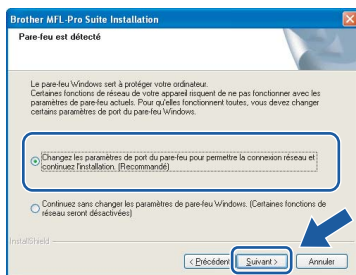 Brother MFL-Pro Suite Installation
Pare-feu est détecté
Le pare-feu Windows sert à protéger votre ordinateur.
Certaines fonctions de réseau de votre appareil risquent de ne pas fonctionner avec les
paramètres de pare-feu actuels. Pour qu'elles fonctionnent toutes, vous devez changer
certains paramètres de port du pare-feu Windows.
Changez les paramètres de port du pare-feu pour permettre la connexion réseau et
continuez l'installation. (Recommandé)
Continuez sans changer les paramètres de pare-feu Windows. (Certaines fonctions de
réseau seront désactivées)
InstallShield
< Précédent
Suivant >
Annuler